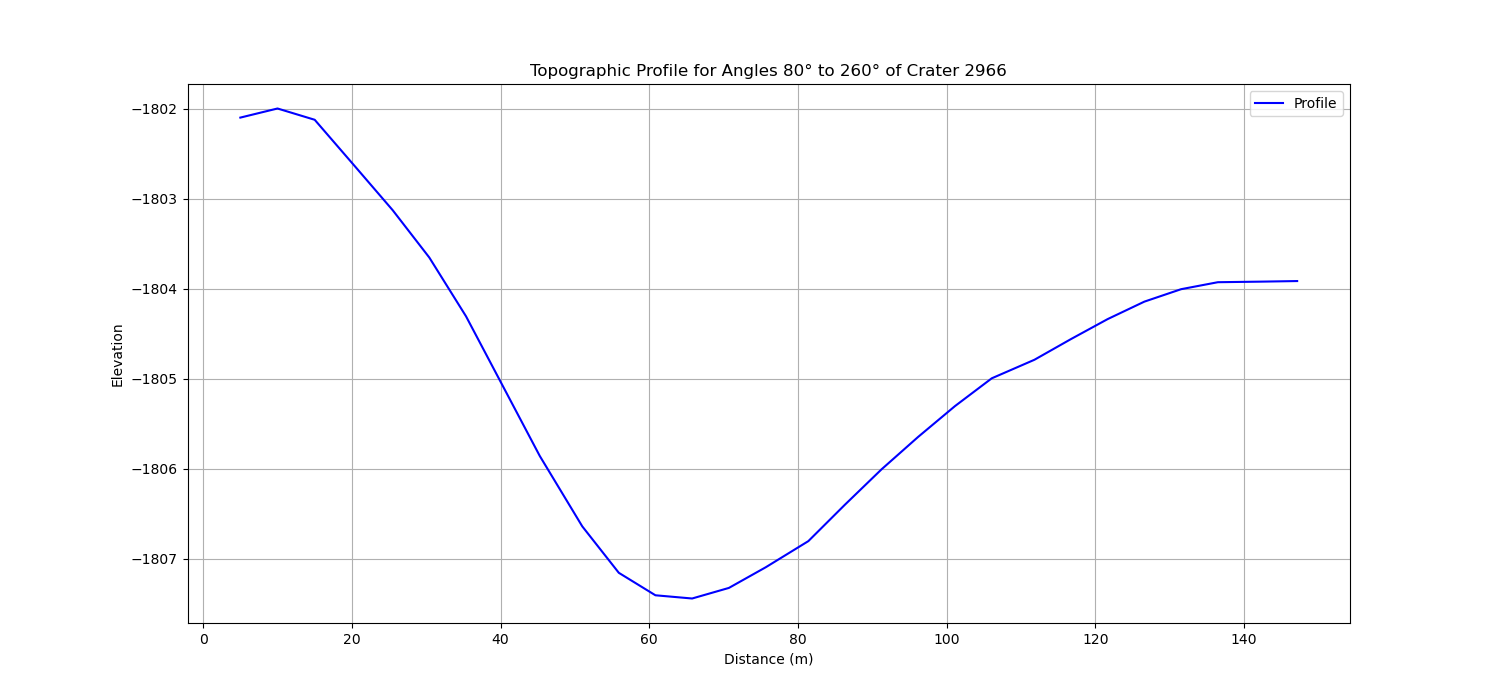 Topographic Profile for Angles 80° to 260° of Crater 2966
Profile
−1802
−1803
−1804
−1805
−1806
−1807
Elevation
0 20 40 60 80 100 120 140
Distance (m)